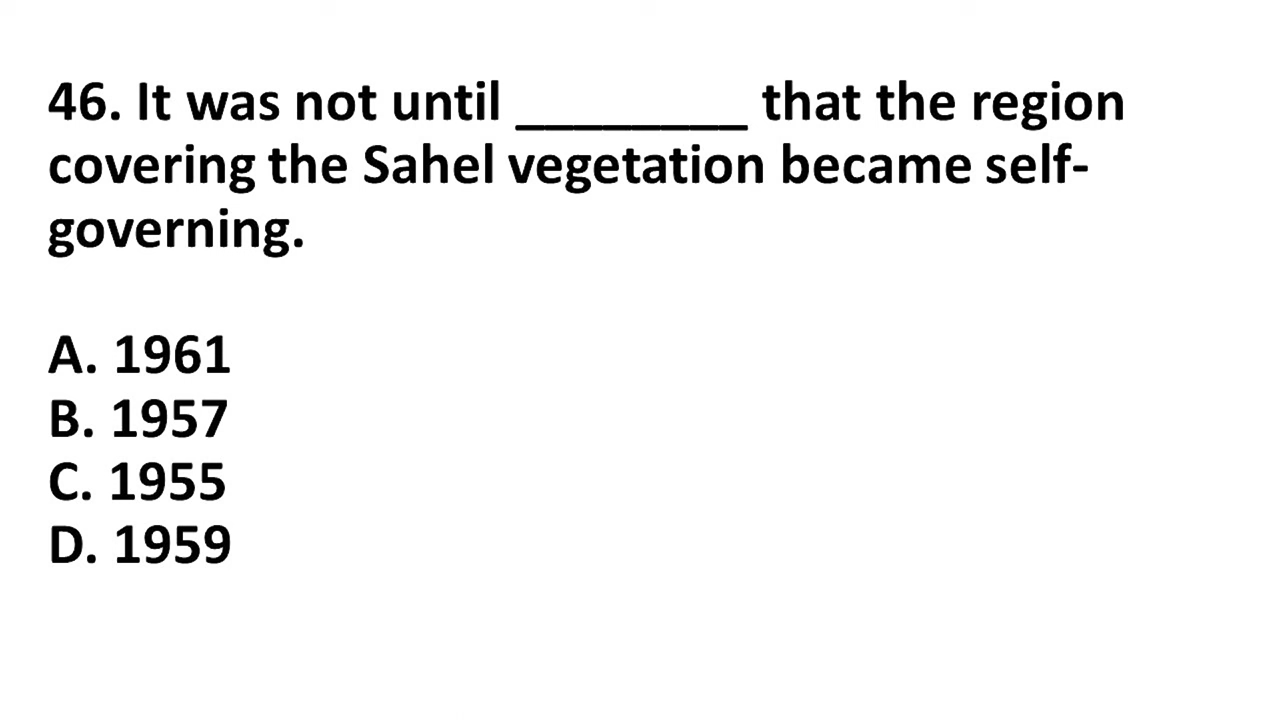 46. It was not until ________ that the region
covering the Sahel vegetation became self-
governing.
A. 1961
B. 1957
C. 1955
D. 1959